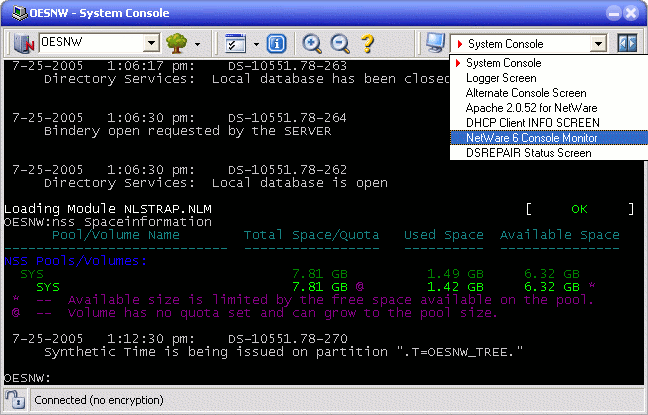 OESNW - System Console
OESNW
System Console
System Console
Logger Screen
Alternate Console Screen
Apache 2.0.52 for NetWare
DHCP Client INFO SCREEN
NetWare 6 Console Monitor
DSREPAIR Status Screen
7-25-2005 1:06:17 pm: DS-10551.78-263
Directory Services: Local database has been closed
7-25-2005 1:06:30 pm: DS-10551.78-264
Bindery open requested by the SERVER
7-25-2005 1:06:30 pm: DS-10551.78-262
Directory Services: Local database is open
Loading Module NLSTRAP.NLM [ OK ]
OESNW:nss Spaceinformation
Pool/Volume Name Total Space/Quota Used Space Available Space
NSS Pools/Volumes:
SYS 7.81 GB 1.49 GB 6.32 GB
SYS 7.81 GB @ 1.42 GB 6.32 GB *
* -- Available size is limited by the free space available on the pool.
@ -- Volume has no quota set and can grow to the pool size.
7-25-2005 1:12:30 pm: DS-10551.78-270
Synthetic Time is being issued on partition ".T=OESNW_TREE."
OESNW:
Connected (no encryption)